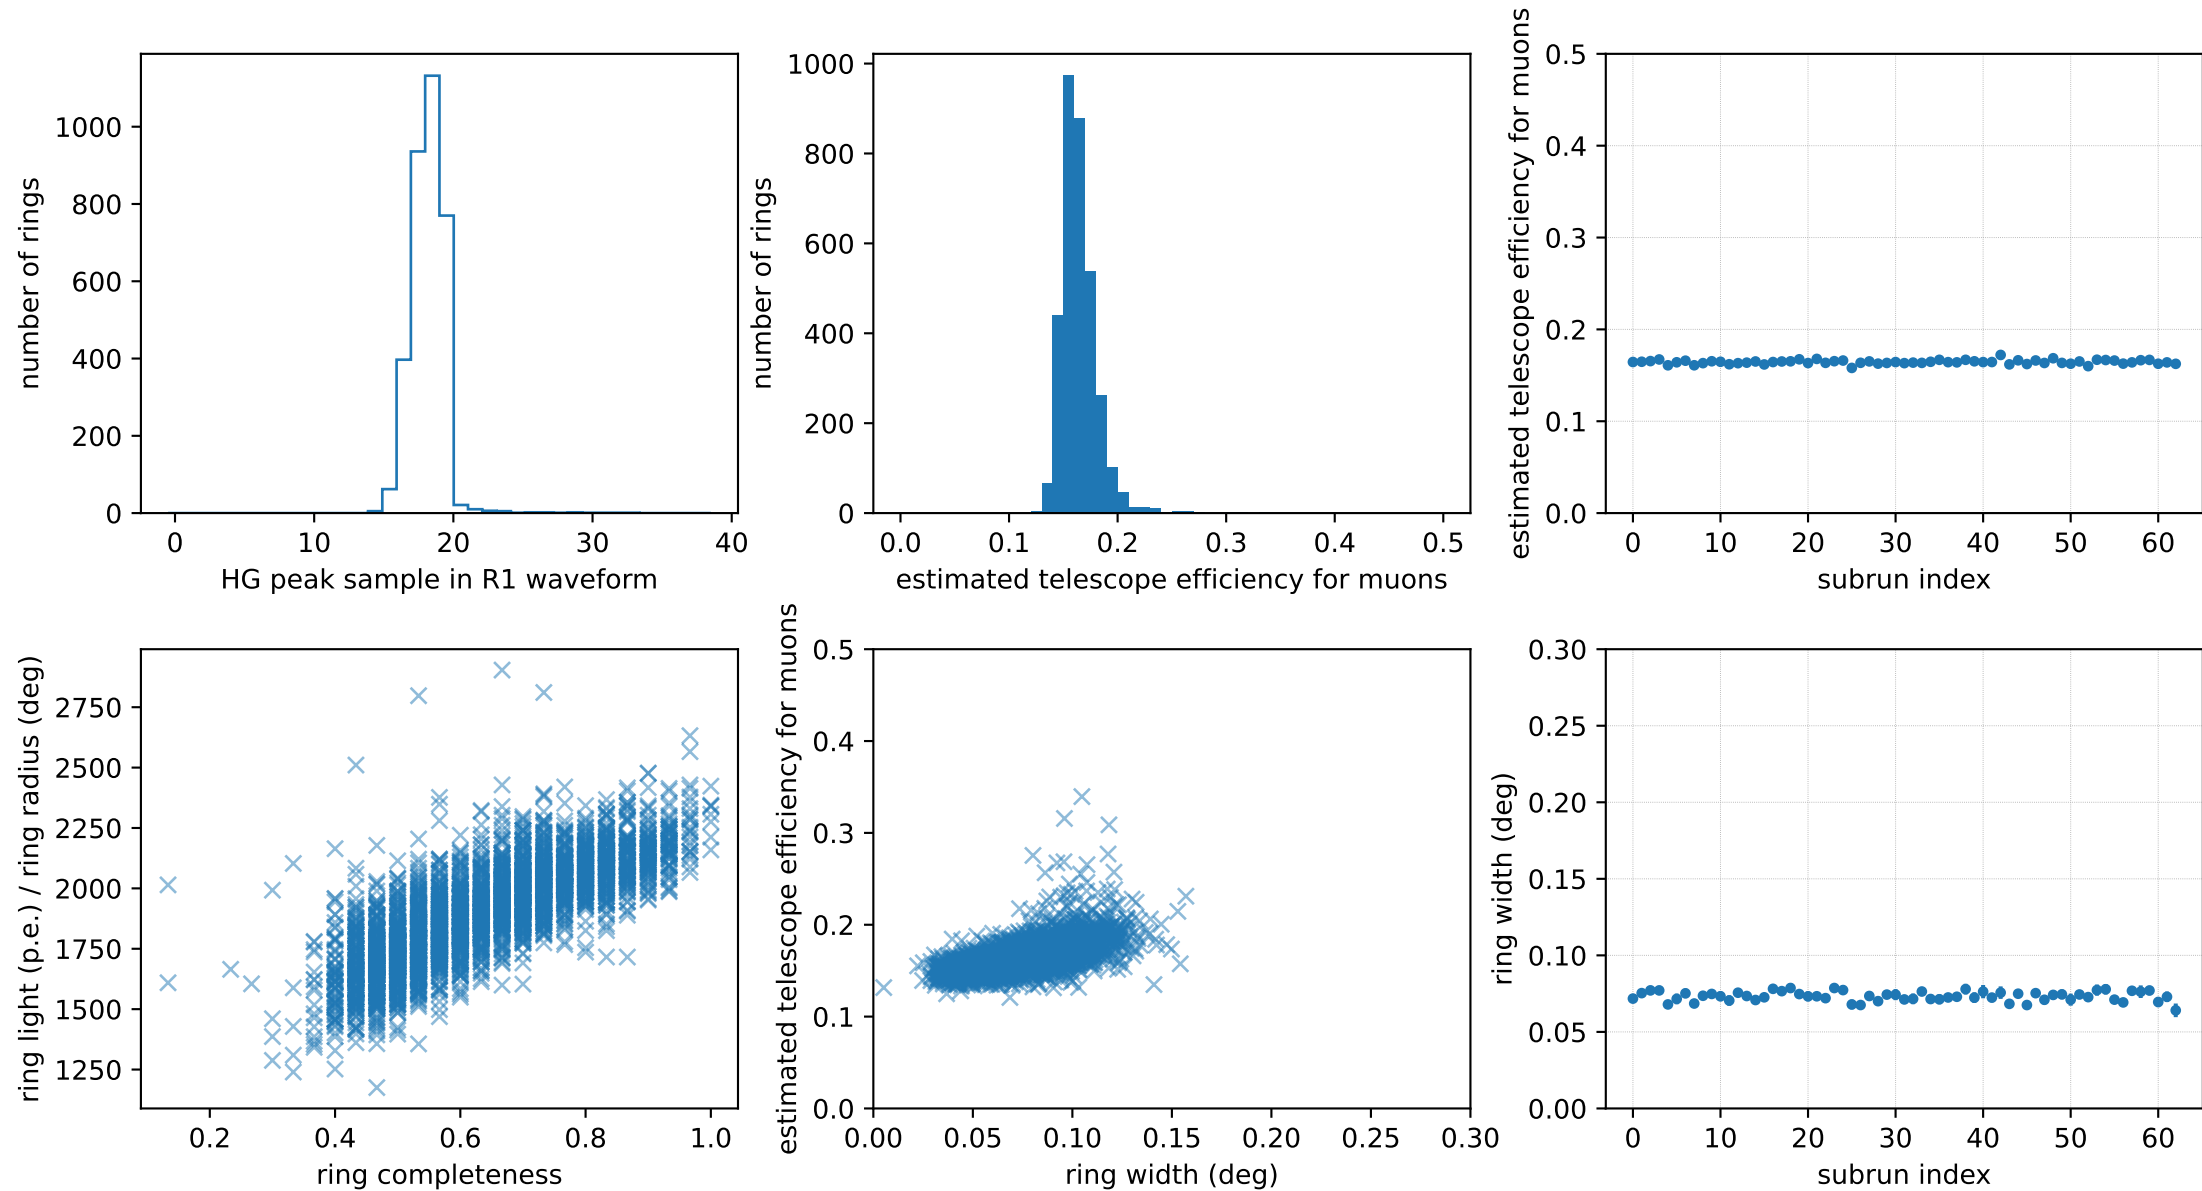 number of rings
1000
800
600
400
200
0
0 10 20 30 40
HG peak sample in R1 waveform
number of rings
1000
800
600
400
200
0
0.0 0.1 0.2 0.3 0.4 0.5
estimated telescope efficiency for muons
estimated telescope efficiency for muons
0.5
0.4
0.3
0.2
0.1
0.0
0 10 20 30 40 50 60
subrun index
ring light (p.e.) / ring radius (deg)
2750
2500
2250
2000
1750
1500
1250
0.2 0.4 0.6 0.8 1.0
ring completeness
estimated telescope efficiency for muons
0.5
0.4
0.3
0.2
0.1
0.0
0.00 0.05 0.10 0.15 0.20 0.25 0.30
ring width (deg)
ring width (deg)
0.30
0.25
0.20
0.15
0.10
0.05
0.00
0 10 20 30 40 50 60
subrun index